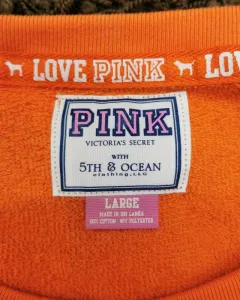 LOVE PINK LOVE
PINK
VICTORIA'S SECRET
WITH
5TH & OCEAN
clothing, LLC
LARGE
MADE IN SRI LANKA